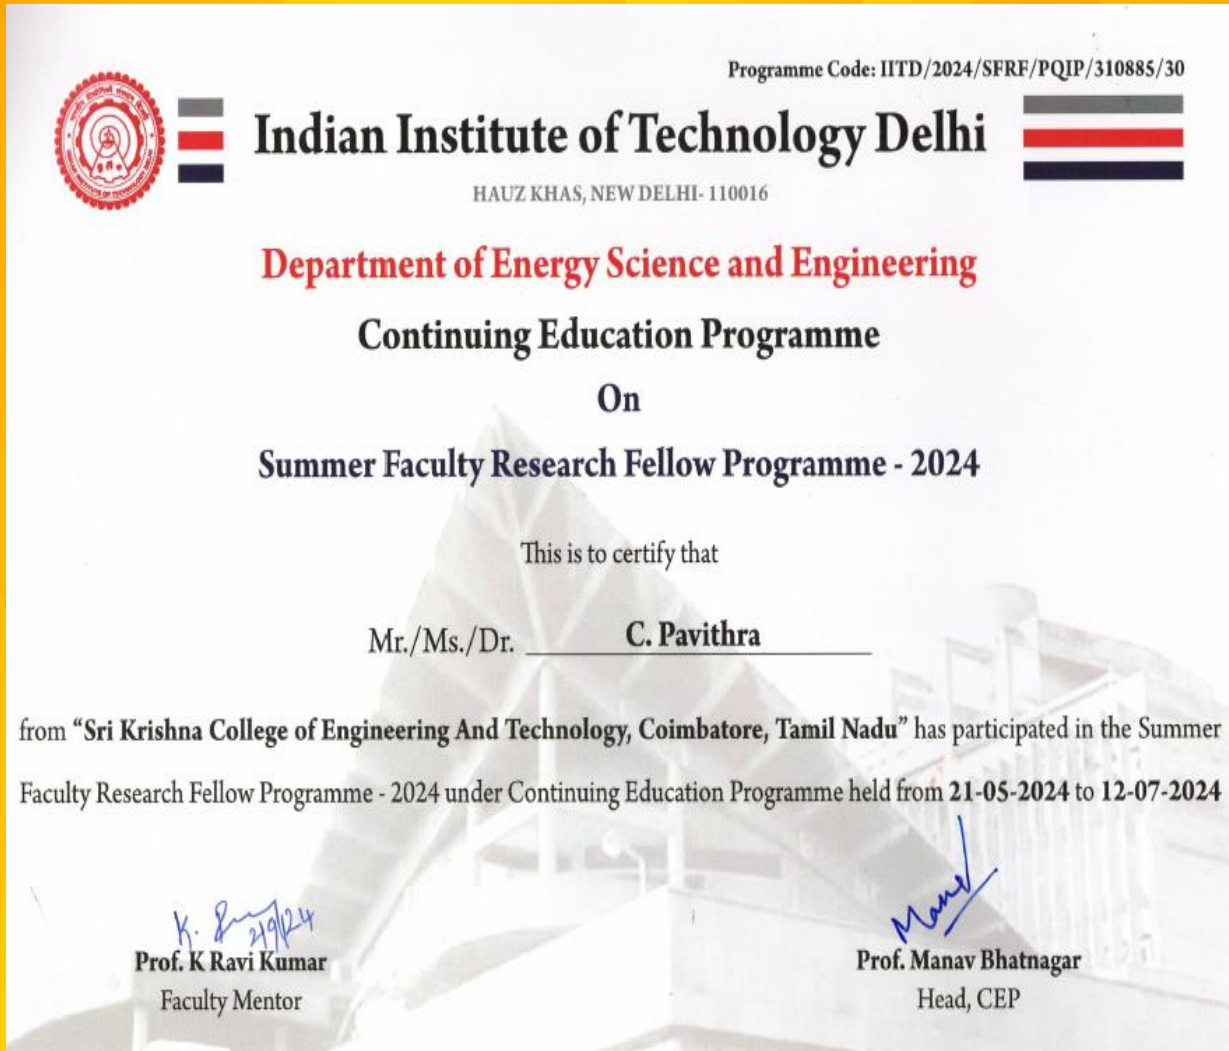 Programme Code: IITD/2024/SFRF/PQIP/310885/30
Indian Institute of Technology Delhi
HAUZ KHAS, NEW DELHI- 110016
Department of Energy Science and Engineering
Continuing Education Programme
On
Summer Faculty Research Fellow Programme - 2024
This is to certify that
Mr./Ms./Dr. C. Pavithra
from “Sri Krishna College of Engineering And Technology, Coimbatore, Tamil Nadu” has participated in the Summer
Faculty Research Fellow Programme - 2024 under Continuing Education Programme held from 21-05-2024 to 12-07-2024
K.
2/9/24
Prof. K Ravi Kumar
Faculty Mentor
Manav
Prof. Manav Bhatnagar
Head, CEP